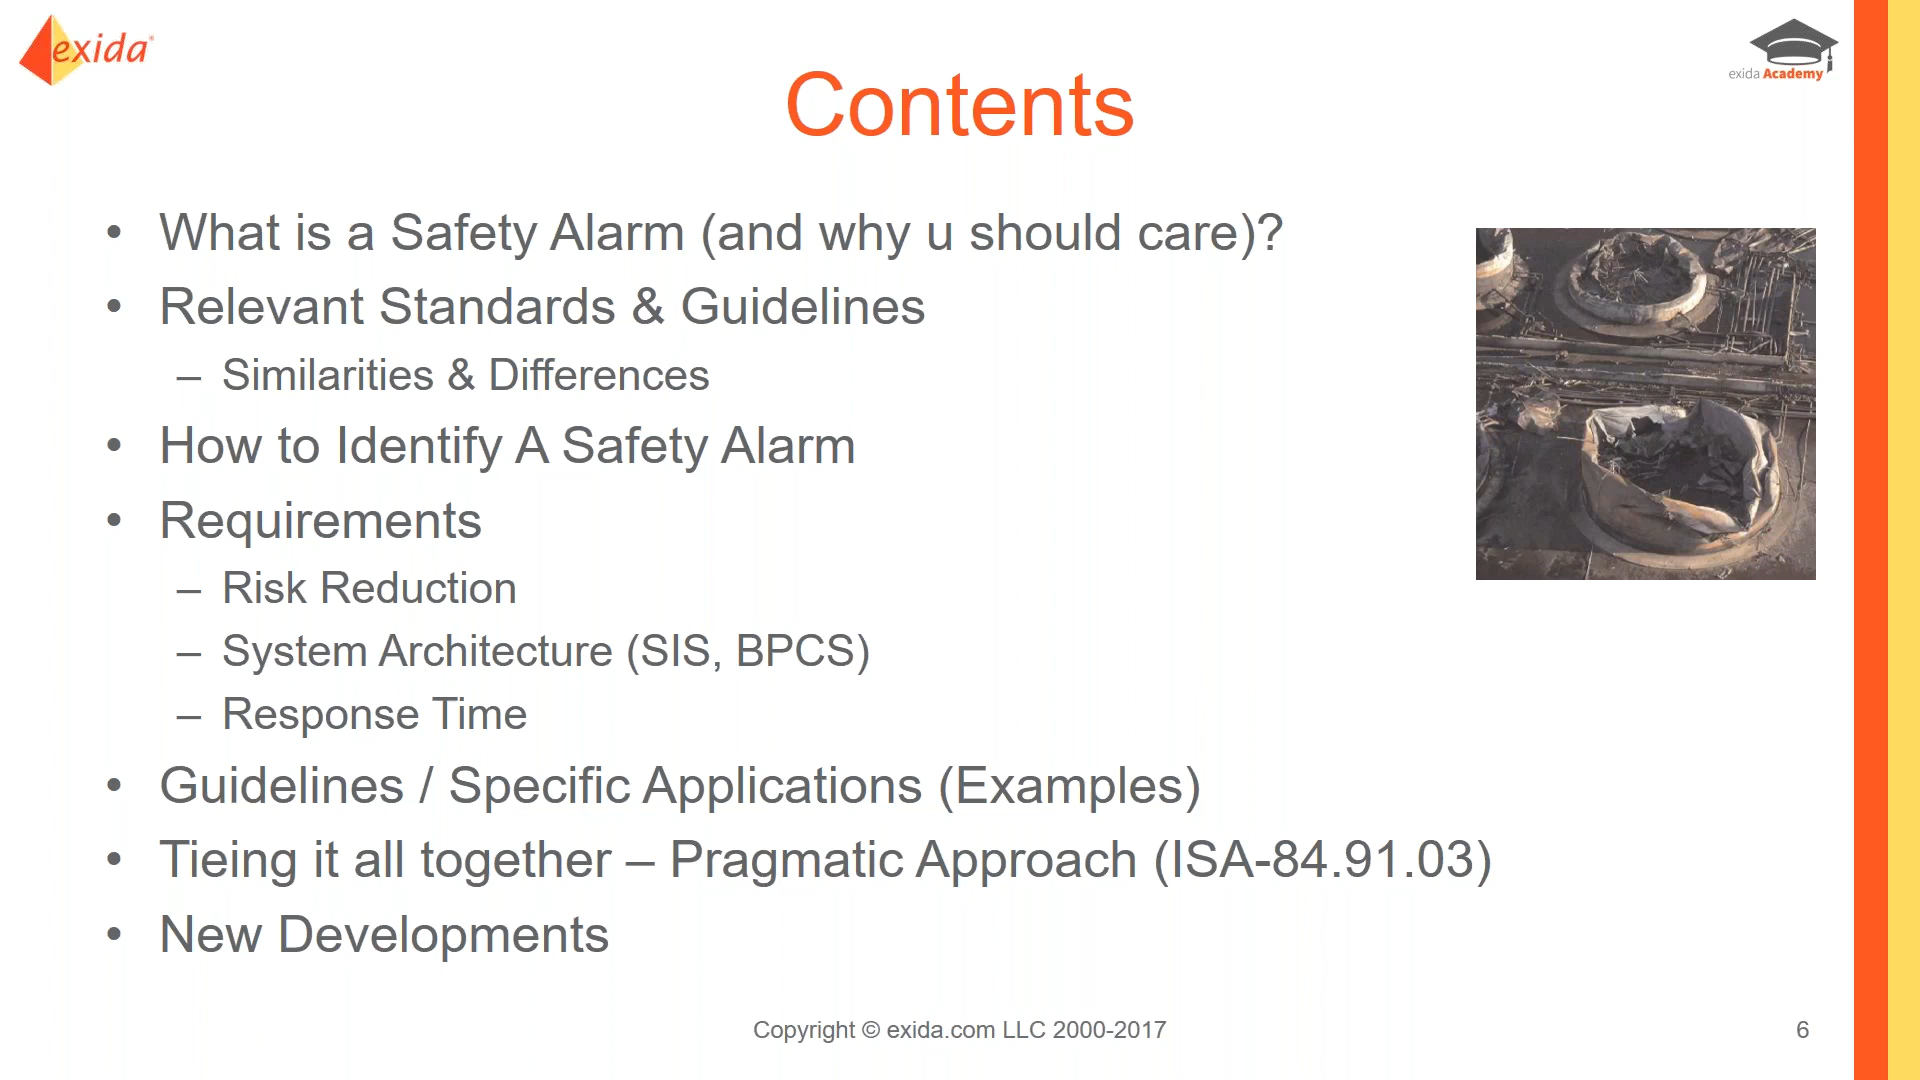 exida
exida Academy
Contents
• What is a Safety Alarm (and why u should care)?
• Relevant Standards & Guidelines
– Similarities & Differences
• How to Identify A Safety Alarm
• Requirements
– Risk Reduction
– System Architecture (SIS, BPCS)
– Response Time
• Guidelines / Specific Applications (Examples)
• Tieing it all together – Pragmatic Approach (ISA-84.91.03)
• New Developments
Copyright © exida.com LLC 2000-2017
6